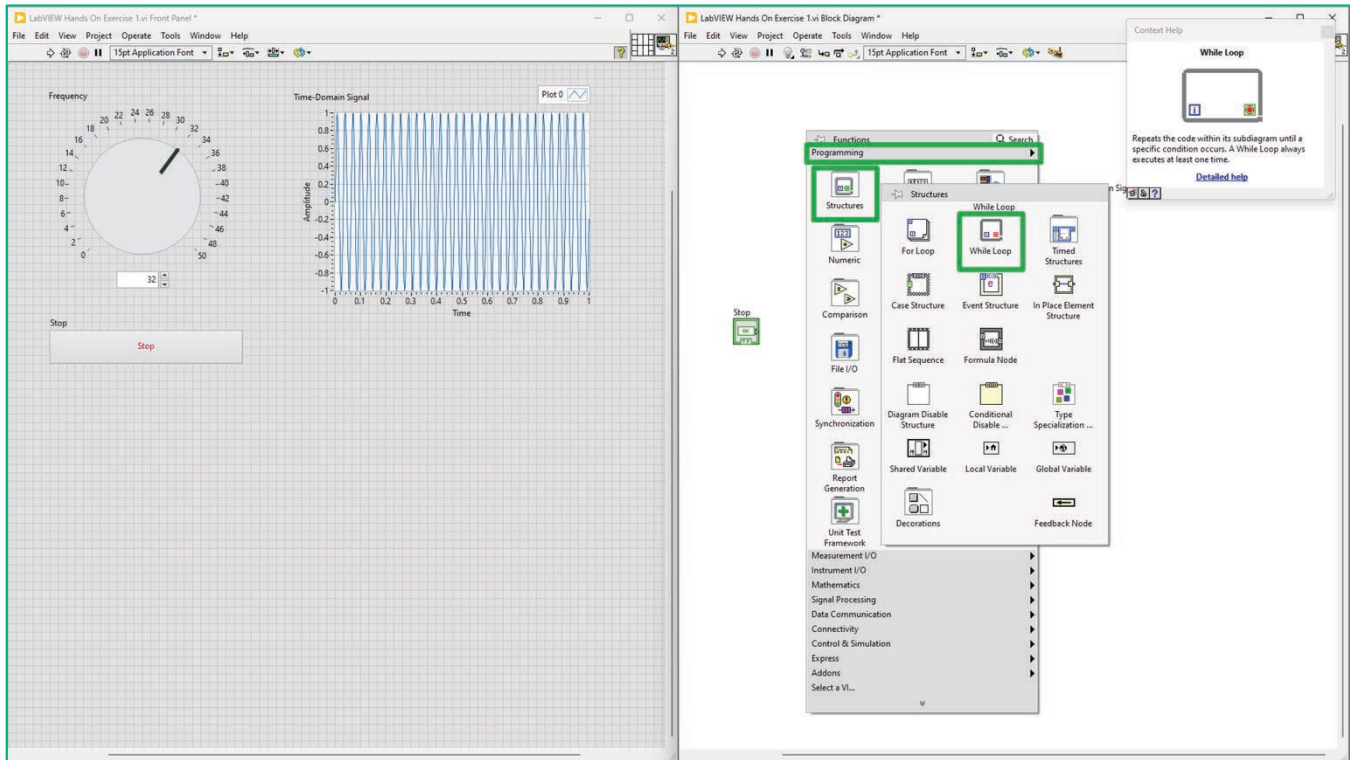 LabVIEW Hands On Exercise 1.vi Front Panel *
File Edit View Project Operate Tools Window Help
15pt Application Font
2
Frequency
0
2
4
6
8
10
12
14
16
18
20
22
24
26
28
30
32
34
36
38
40
42
44
46
48
50
32
Time-Domain Signal
Plot 0
Amplitude
1
0.8
0.6
0.4
0.2
0
-0.2
-0.4
-0.6
-0.8
-1
0 0.1 0.2 0.3 0.4 0.5 0.6 0.7 0.8 0.9 1
Time
Stop
Stop
LabVIEW Hands On Exercise 1.vi Block Diagram *
File Edit View Project Operate Tools Window Help
15pt Application Font
2
Context Help
While Loop
Repeats the code within its subdiagram until a
specific condition occurs. A While Loop always
executes at least one time.
Detailed help
Stop
OK
Functions
Search
Programming
Structures
Numeric
Comparison
File I/O
Synchronization
Report
Generation
Unit Test
Framework
Structures
While Loop
For Loop
While Loop
Timed
Structures
Case Structure
Event Structure
In Place Element
Structure
Flat Sequence
Formula Node
Diagram Disable
Structure
Conditional
Disable ...
Type
Specialization ...
Shared Variable
Local Variable
Global Variable
Decorations
Feedback Node
Measurement I/O
Instrument I/O
Mathematics
Signal Processing
Data Communication
Connectivity
Control & Simulation
Express
Addons
Select a VI...